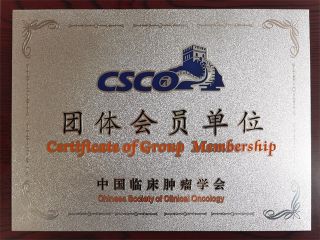 CSCO
团体会员单位
Certificate of Group Membership
中国临床肿瘤学会
Chinese Society of Clinical Oncology